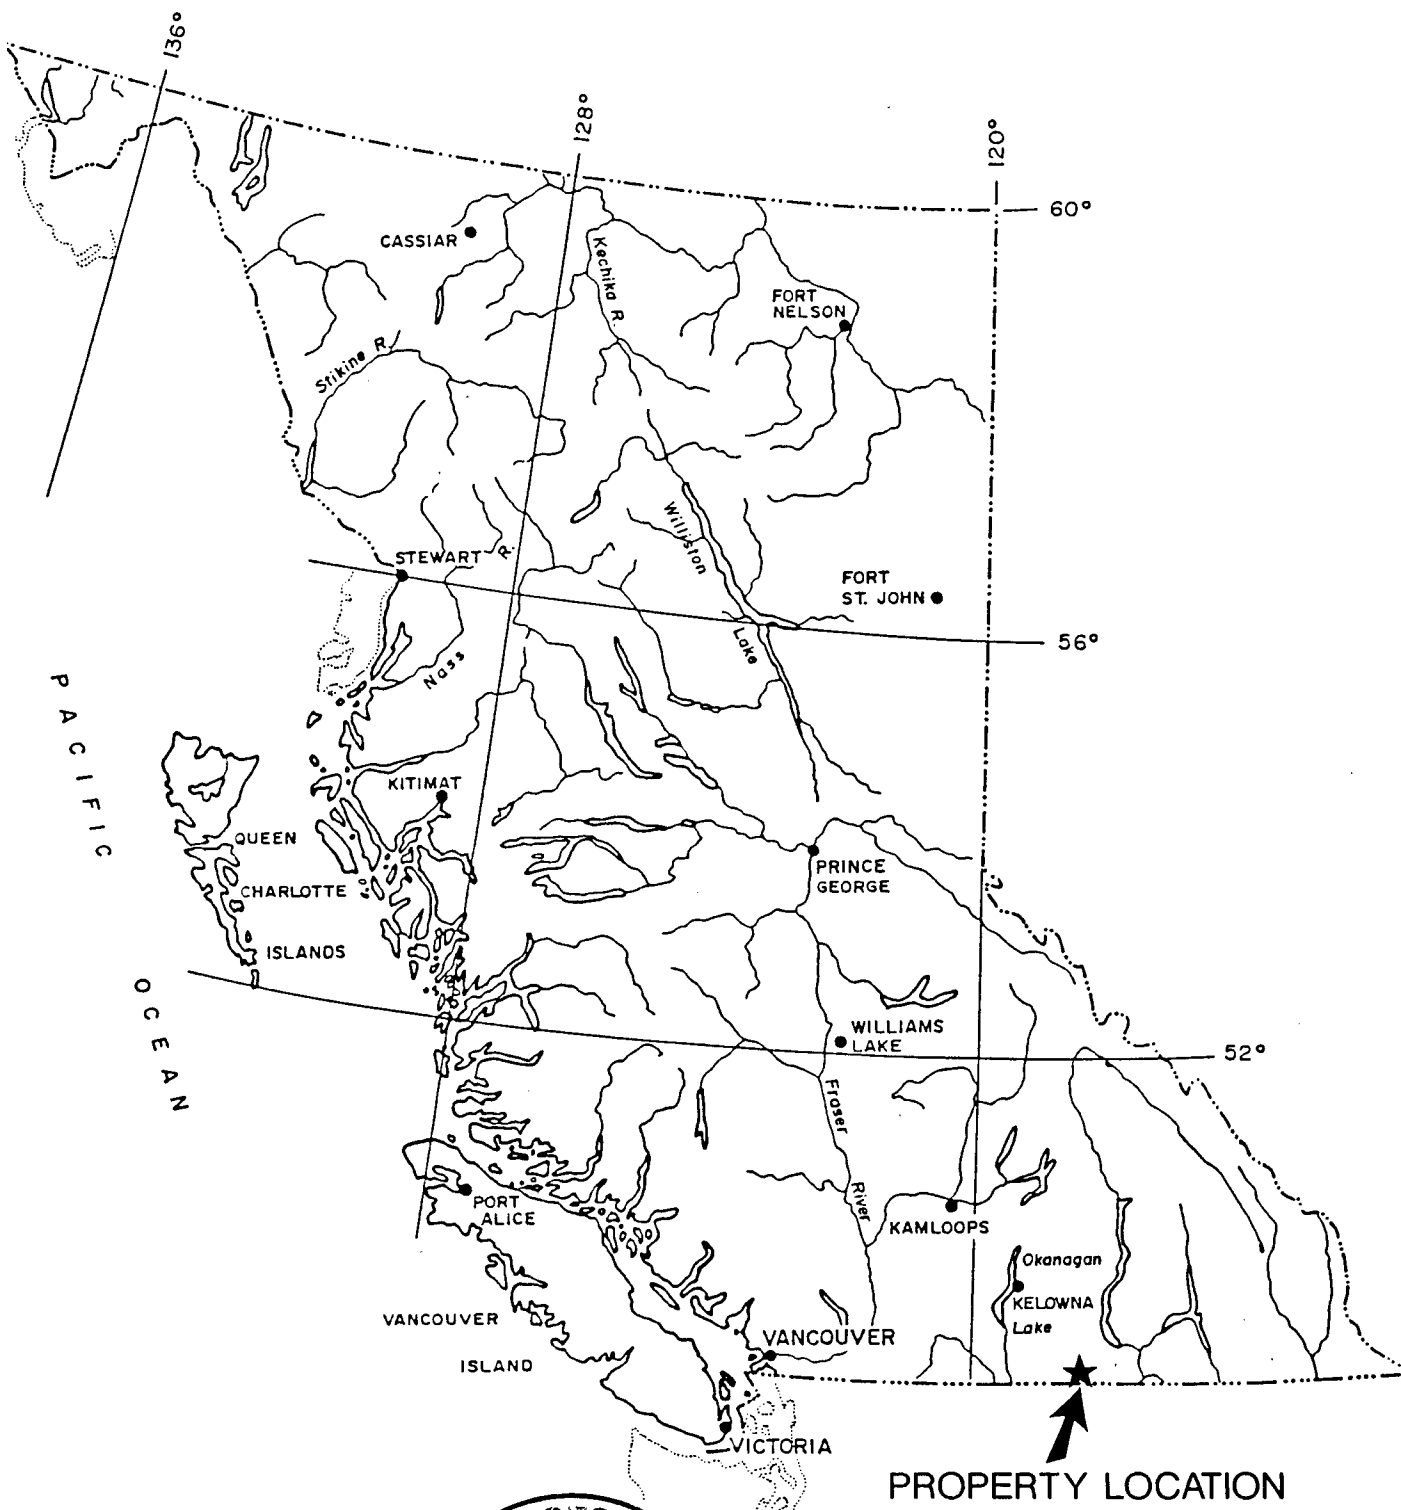 136°
128°
120°
60°
CASSIAR
Kechika R.
FORT
NELSON
Stikine R.
STEWART
R.
Nass
Williston
Lake
FORT
ST. JOHN
56°
PACIFIC
OCEAN
KITIMAT
QUEEN
CHARLOTTE
ISLANDS
PRINCE
GEORGE
WILLIAMS
LAKE
52°
Fraser
River
PORT
ALICE
KAMLOOPS
Okanagan
KELOWNA
Lake
VANCOUVER
ISLAND
VANCOUVER
VICTORIA
PROPERTY LOCATION